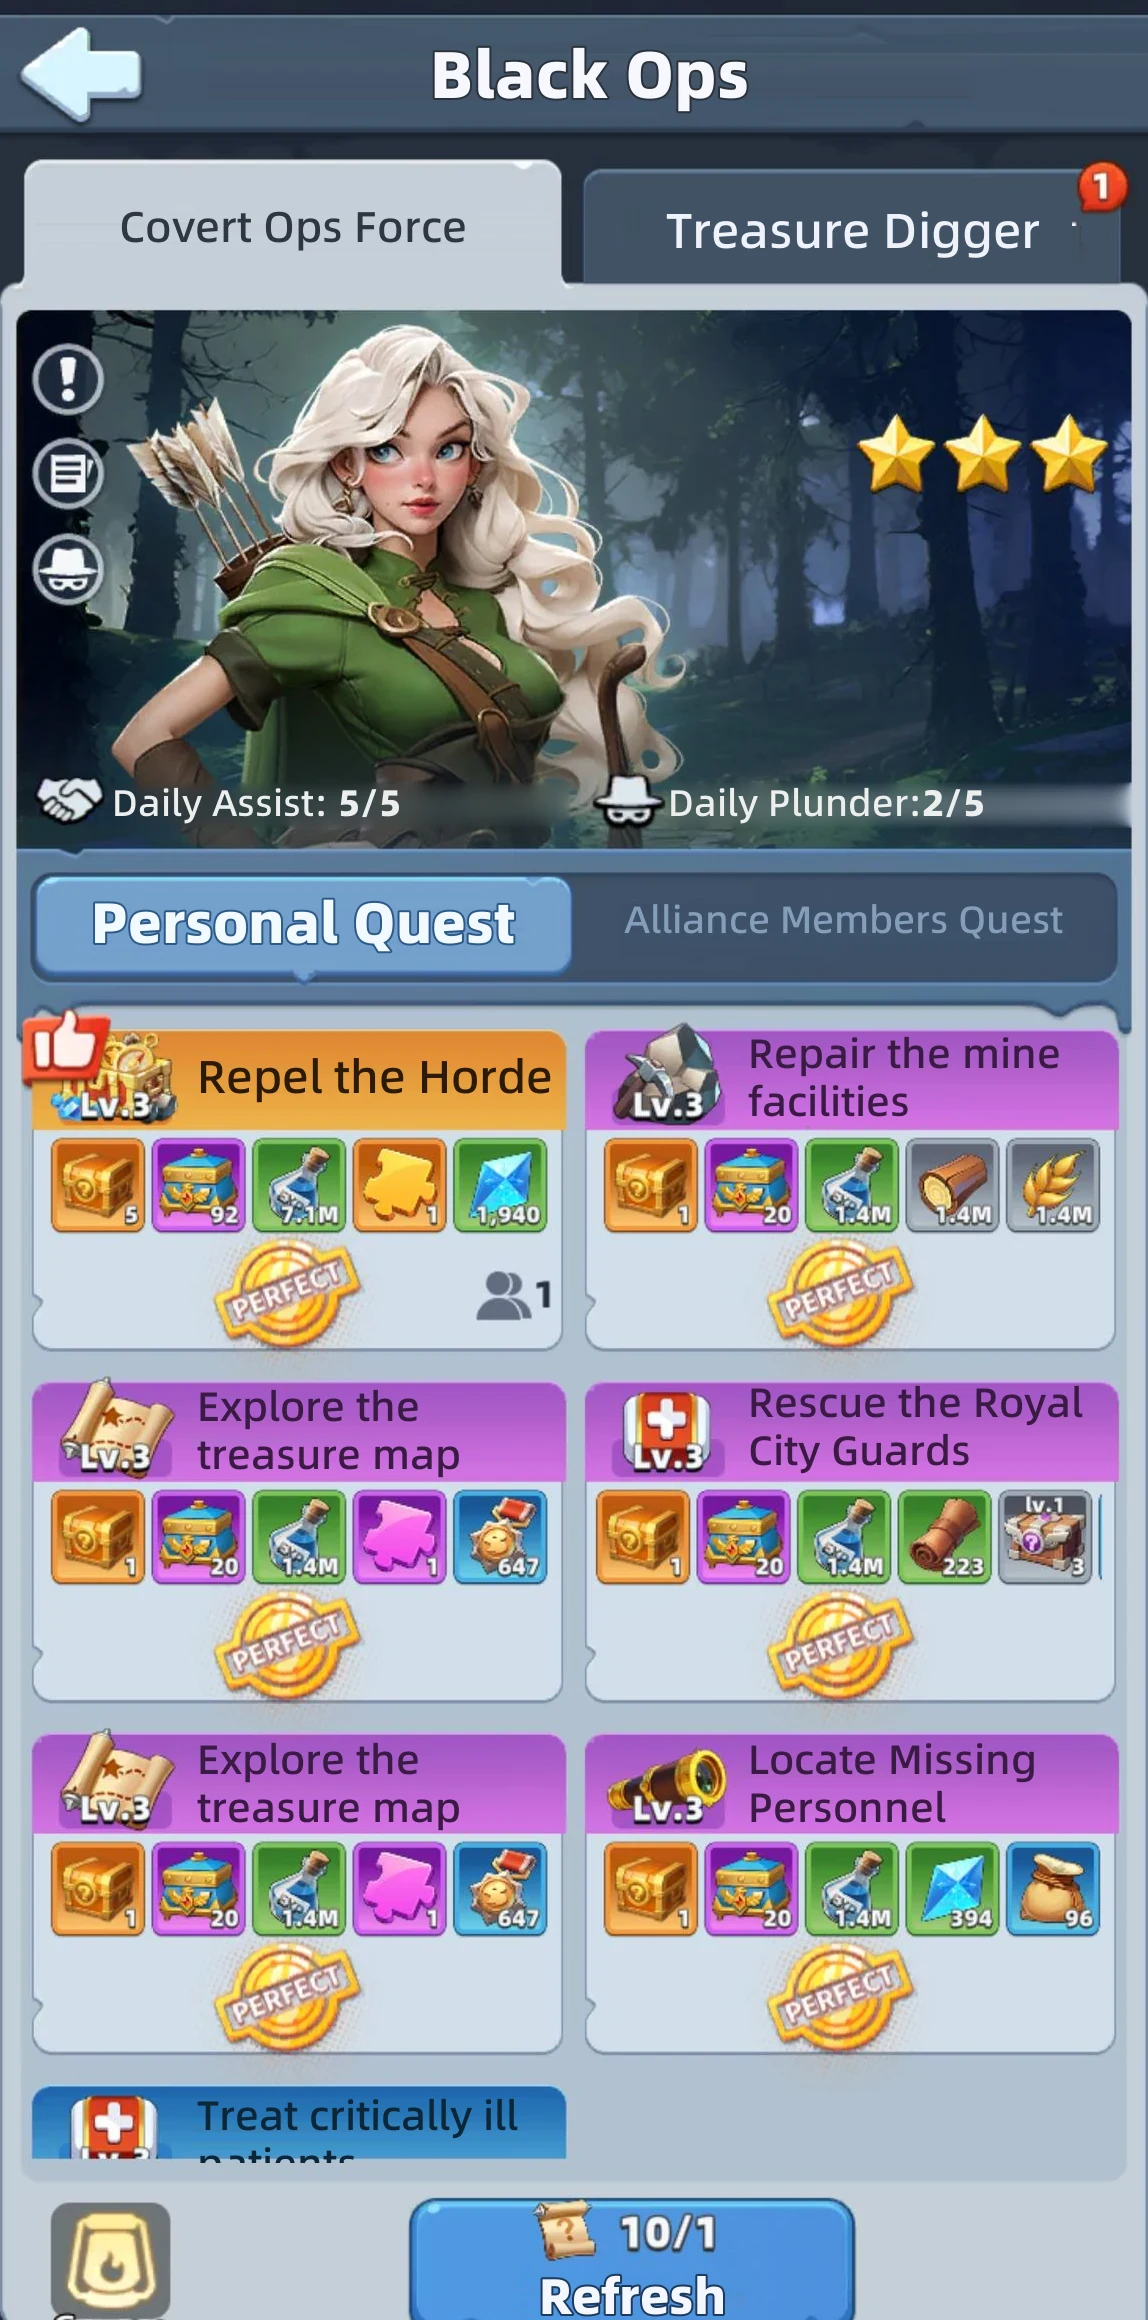 Black Ops
Covert Ops Force
Treasure Digger
1
Daily Assist: 5/5
Daily Plunder:2/5
Personal Quest
Alliance Members Quest
Lv.3
Repel the Horde
5
92
7.1M
1
1,940
PERFECT
1
Lv.3
Repair the mine
facilities
1
20
1.4M
1.4M
1.4M
PERFECT
Lv.3
Explore the
treasure map
1
20
1.4M
1
647
PERFECT
Lv.3
Rescue the Royal
City Guards
1
20
1.4M
223
lv.1
3
PERFECT
Lv.3
Explore the
treasure map
1
20
1.4M
1
647
PERFECT
Lv.3
Locate Missing
Personnel
1
20
1.4M
394
96
PERFECT
Lv.3
Treat critically ill
patients
10/1
Refresh